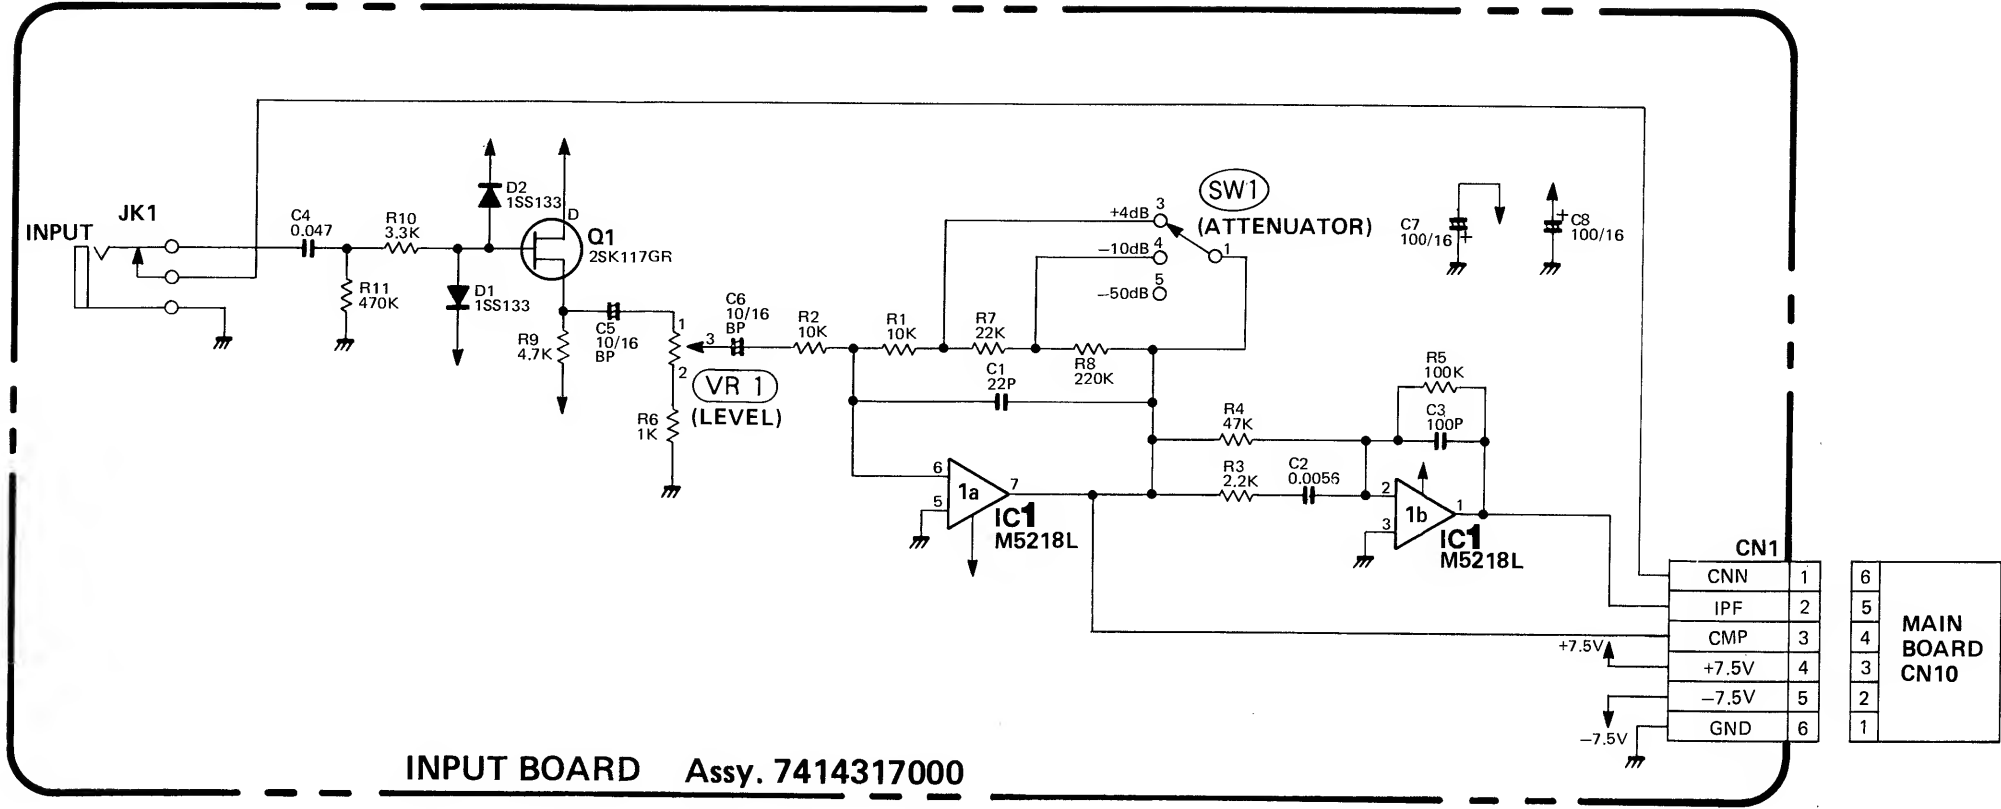 INPUT
JK1
C4
0.047
R10
3.3K
R11
470K
D2
1SS133
D1
1SS133
D
Q1
2SK117GR
R9
4.7K
C5
10/16
BP
1
3
2
VR 1
(LEVEL)
R6
1K
C6
10/16
BP
R2
10K
R1
10K
R7
22K
R8
220K
C1
22P
+4dB
3
−10dB
4
−50dB
5
1
SW1
(ATTENUATOR)
C7
100/16
+
+
C8
100/16
6
5
7
1a
IC1
M5218L
R4
47K
R3
2.2K
C2
0.0056
R5
100K
C3
100P
2
3
1
1b
IC1
M5218L
CN1
CNN 1
IPF 2
CMP 3
+7.5V 4
−7.5V 5
GND 6
+7.5V
−7.5V
6
5
4
3
2
1
MAIN
BOARD
CN10
INPUT BOARD Assy. 7414317000